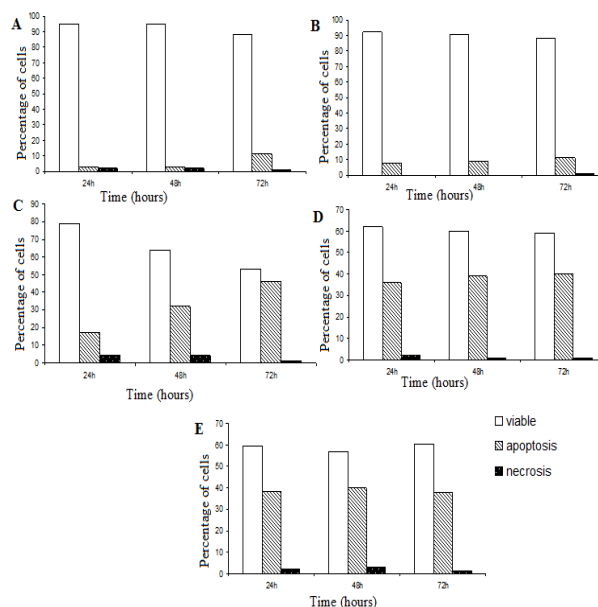 A
Percentage of cells
100
90
80
70
60
50
40
30
20
10
0
24h
48h
72h
Time (hours)
B
Percentage of cells
100
90
80
70
60
50
40
30
20
10
0
24h
48h
72h
Time (hours)
C
Percentage of cells
90
80
70
60
50
40
30
20
10
0
24h
48h
72h
Time (hours)
D
Percentage of cells
70
60
50
40
30
20
10
0
24h
48h
72h
Time (hours)
E
Percentage of cells
70
60
50
40
30
20
10
0
24h
48h
72h
Time (hours)
viable
apoptosis
necrosis